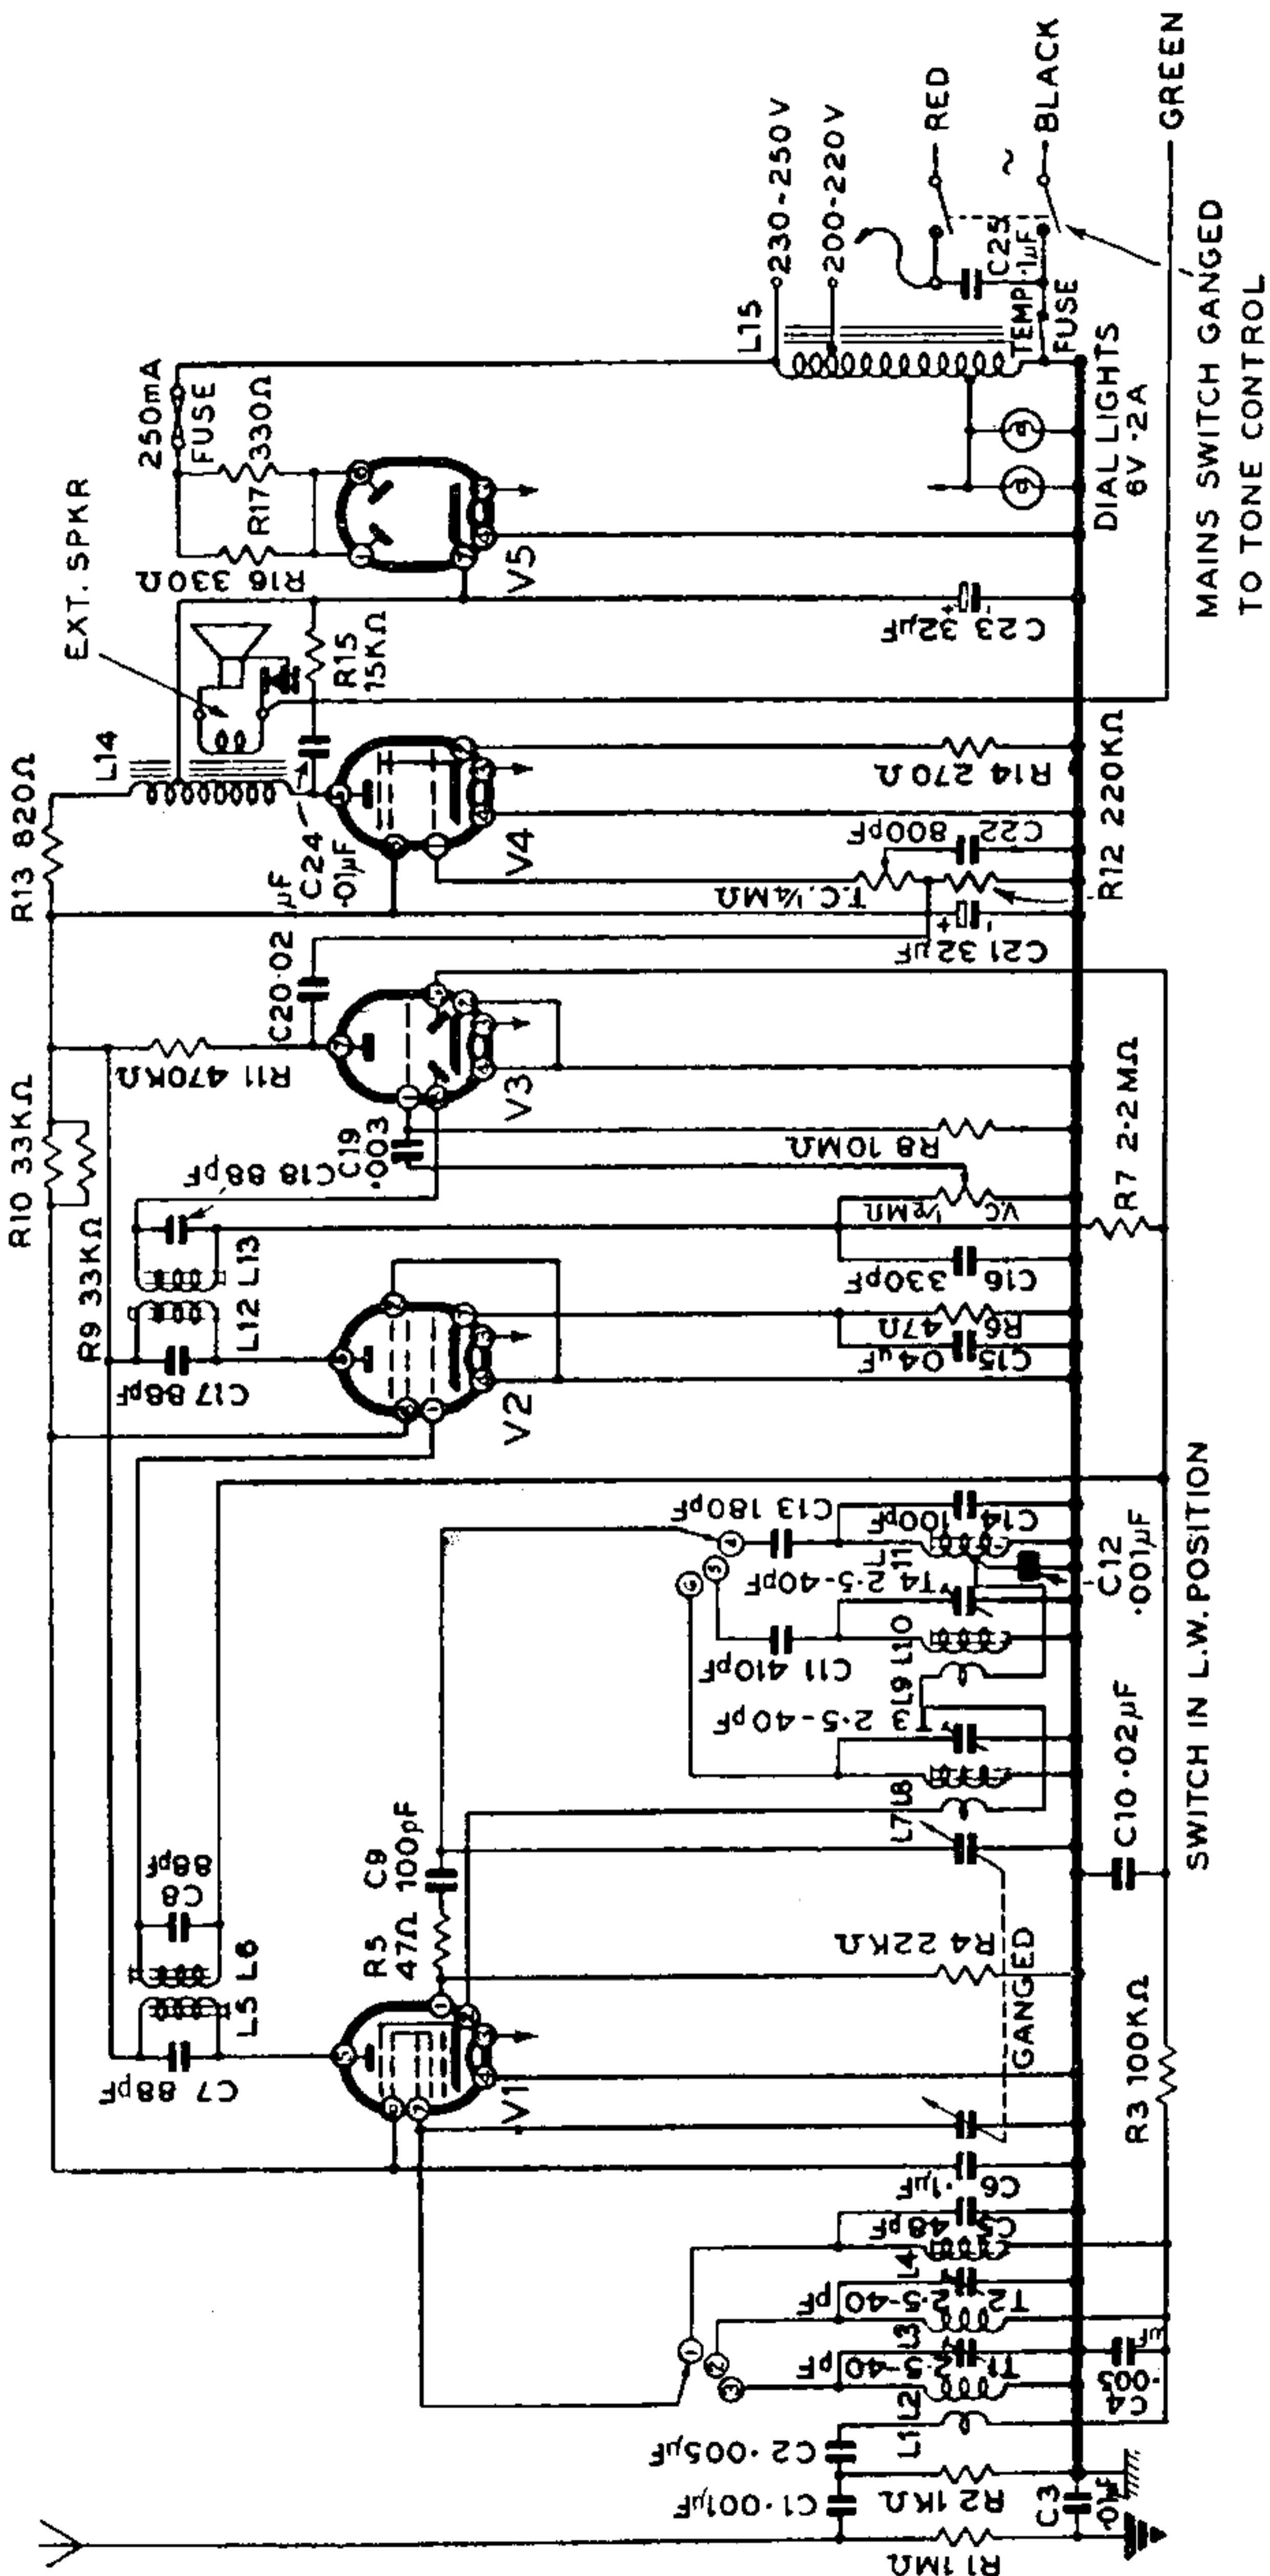 R10 33KΩ
R13 820Ω
R9 33KΩ
L14
EXT. SPKR
250mA
FUSE
R17 330Ω
R16 330Ω
R11 470KΩ
C20 .02
µF
C24
.01µF
R15
15KΩ
C7 88pF
L5 L6
C8
88pF
C17 88pF
L12 L13
C18 88pF
C19
.003
R5
47Ω
C9
100pF
V1
V2
V3
V4
V5
L15
230-250V
200-220V
RED
BLACK
GREEN
C25
.1µF
TEMP
FUSE
DIAL LIGHTS
6V .2A
MAINS SWITCH GANGED
TO TONE CONTROL
C1 .001µF
C2 .005µF
R1 1MΩ
R2 1KΩ
C3
.01µF
L1 L2
T1
2.5-40
pF
L3
T2
2.5-40
pF
L4
C5
48pF
C4
.005
µF
C6
.1µF
R3 100KΩ
R4 22KΩ
GANGED
L7 L8
T3 2.5-40pF
L9 L10
C11 410pF
T4 2.5-40pF
L11
C13 180pF
C14
100pF
C12
.001µF
C10 .02µF
SWITCH IN L.W. POSITION
C15
.04µF
R6
47Ω
C16
330pF
V.C
½MΩ
R8 10MΩ
R7 2.2MΩ
C21 32µF
T.C. ¼MΩ
C22
800pF
R12 220KΩ
R14 270Ω
C23 32µF